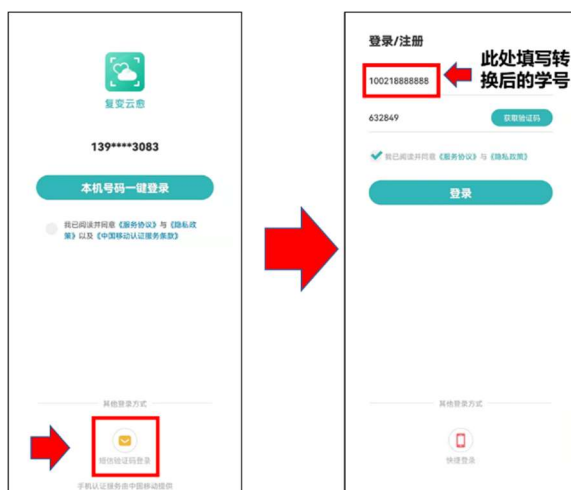 复变云愈
139****3083
本机号码一键登录
我已阅读并同意《服务协议》与《隐私政
策》以及《中国移动认证服务条款》
其他登录方式
短信验证码登录
手机认证服务由中国移动提供
登录/注册
100218888888
此处填写转
换后的学号
632849
获取验证码
我已阅读并同意《服务协议》与《隐私政策》
登录
其他登录方式
快捷登录